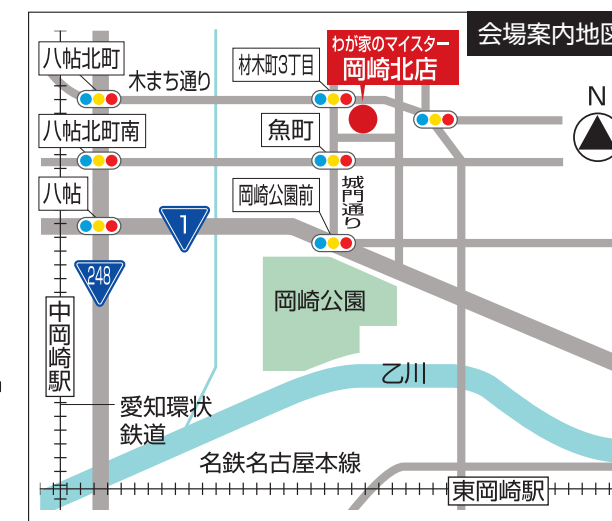 会場案内地図
わが家のマイスター
岡崎北店
八帖北町
木まち通り
材木町3丁目
N
八帖北町南
魚町
八帖
岡崎公園前
城門通り
1
248
岡崎公園
中岡崎駅
乙川
愛知環状
鉄道
名鉄名古屋本線
東岡崎駅